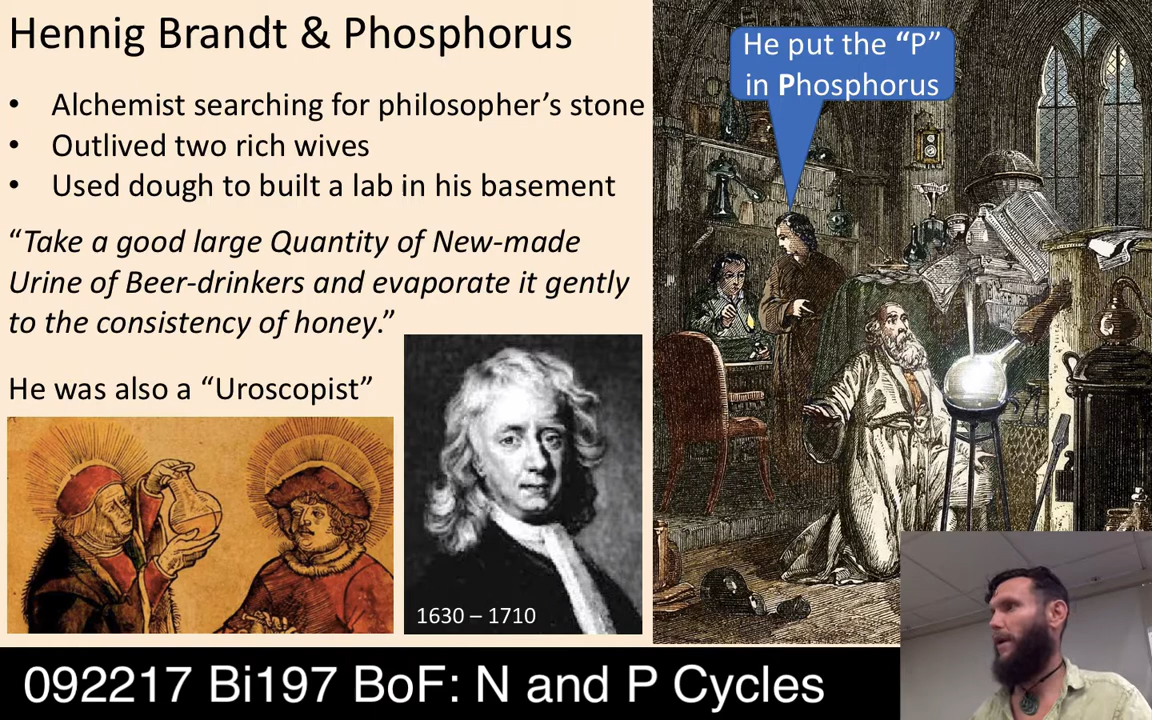 Hennig Brandt & Phosphorus
• Alchemist searching for philosopher’s stone
• Outlived two rich wives
• Used dough to built a lab in his basement
“Take a good large Quantity of New-made
Urine of Beer-drinkers and evaporate it gently
to the consistency of honey.”
He was also a “Uroscopist”
1630 – 1710
He put the “P”
in Phosphorus
092217 Bi197 BoF: N and P Cycles